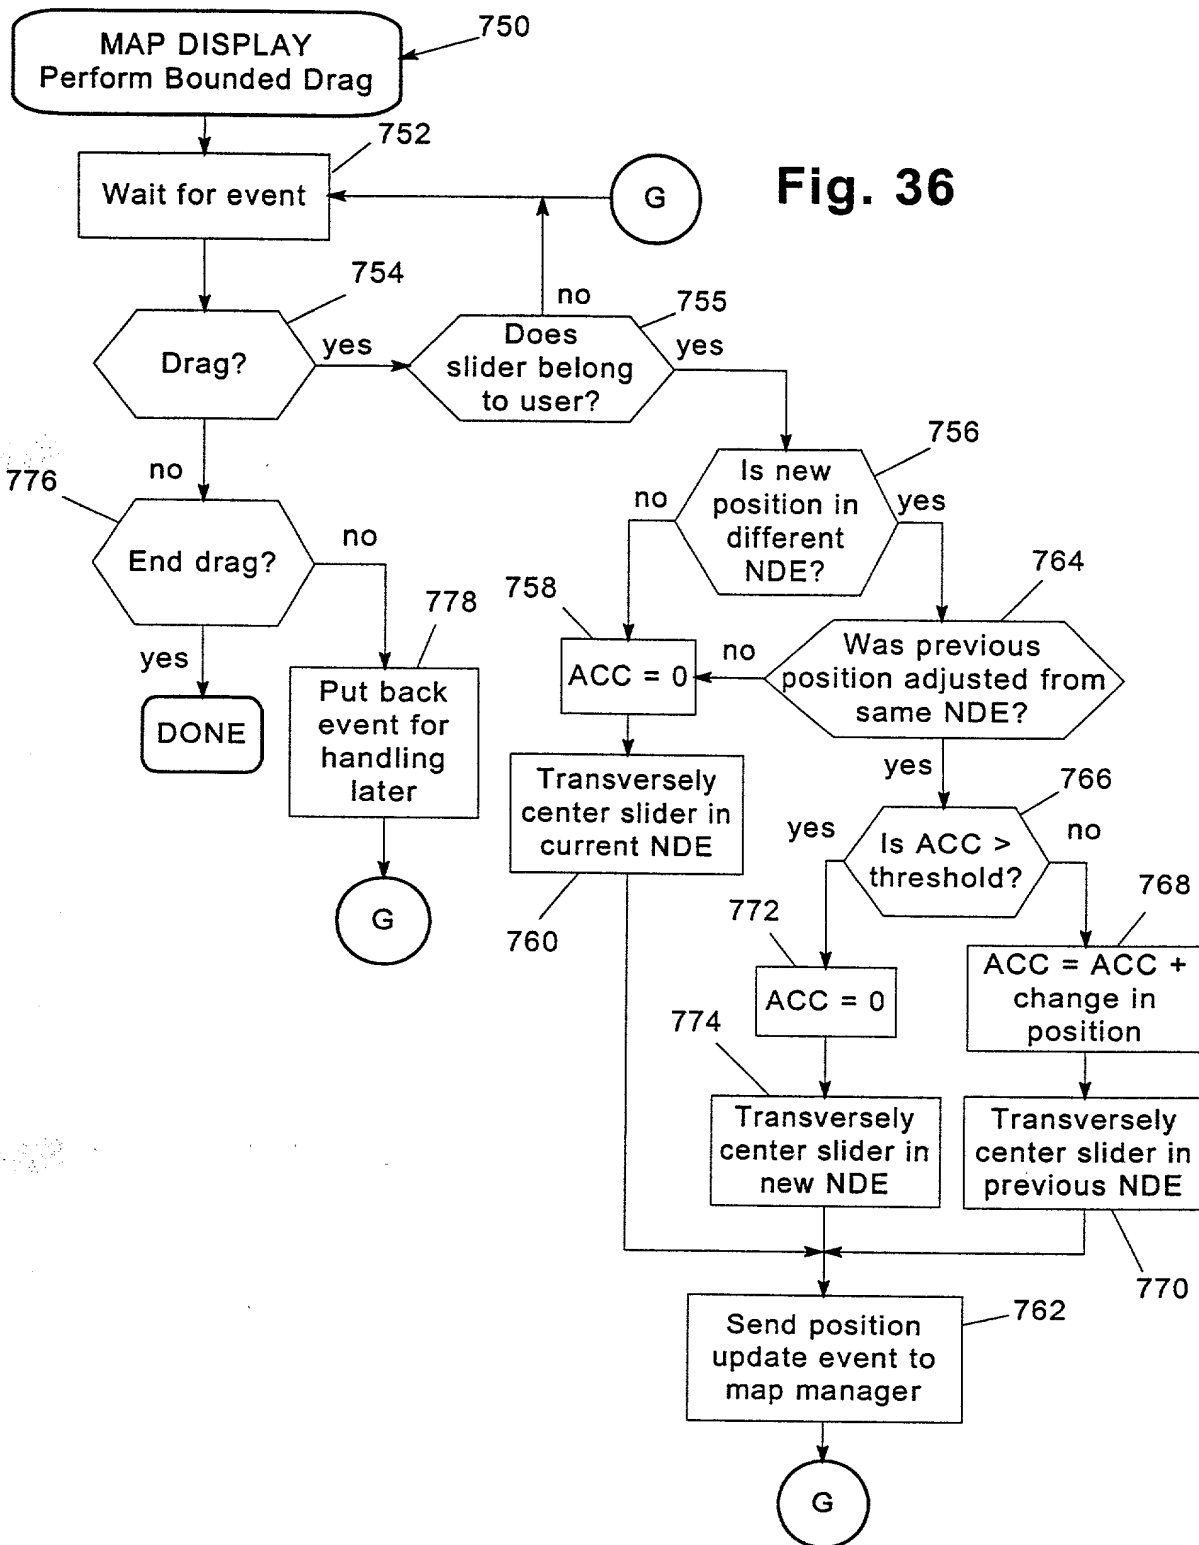 750
MAP DISPLAY
Perform Bounded Drag
752
Wait for event
G
Fig. 36
754
no
755
Drag?
yes
Does
slider belong
to user?
yes
756
no
776
Is new
position in
different
NDE?
no
yes
End drag?
no
764
758
778
yes
ACC = 0
no
Was previous
position adjusted from
same NDE?
DONE
Put back
event for
handling
later
Transversely
center slider in
current NDE
yes
766
yes
Is ACC >
threshold?
no
768
G
760
772
ACC = ACC +
change in
position
ACC = 0
774
Transversely
center slider in
new NDE
Transversely
center slider in
previous NDE
770
762
Send position
update event to
map manager
G